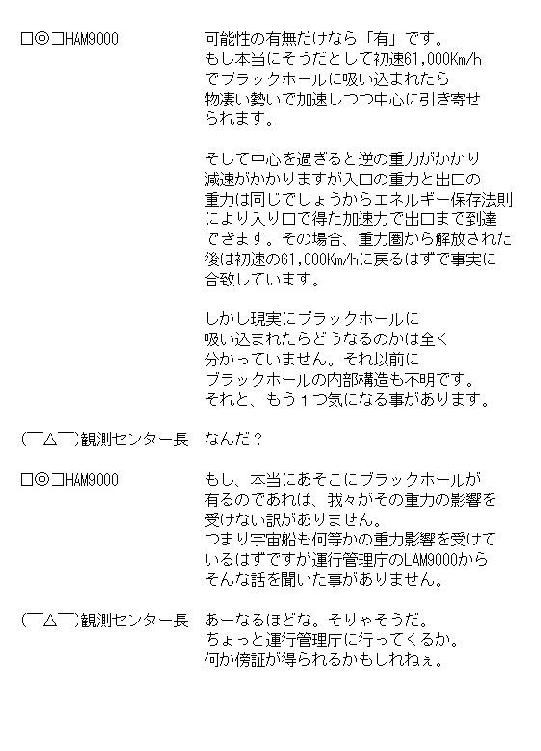 □◎コHAM9000 可能性の有無だけなら「有」です。
もし本当にそうだとして初速61,000Km/h
でブラックホールに吸い込まれたら
物凄い勢いで加速しつつ中心に引き寄せ
られます。
そして中心を過ぎると逆の重力がかかり
減速がかかりますが入口の重力と出口の
重力は同じでしょうからエネルギー保存法則
により入り口で得た加速力で出口まで到達
できます。その場合、重力圏から解放された
後は初速の61,000Km/hに戻るはずで事実に
合致しています。
しかし現実にブラックホールに
吸い込まれたらどうなるのかは全く
分かっていません。それ以前に
ブラックホールの内部構造も不明です。
それと、もう１つ気になる事があります。
(￣△￣)観測センター長 なんだ？
□◎コHAM9000 もし、本当にあそこにブラックホールが
有るのであれは、我々がその重力の影響を
受けない訳がありません。
つまり宇宙船も何等かの重力影響を受けて
いるはずですが運行管理庁のLAM9000から
そんな話を聞いた事がありません。
(￣△￣)観測センター長 あーなるほどな。そりゃそうだ。
ちょっと運行管理庁に行ってくるか。
何か傍証が得られるかもしれねぇ。